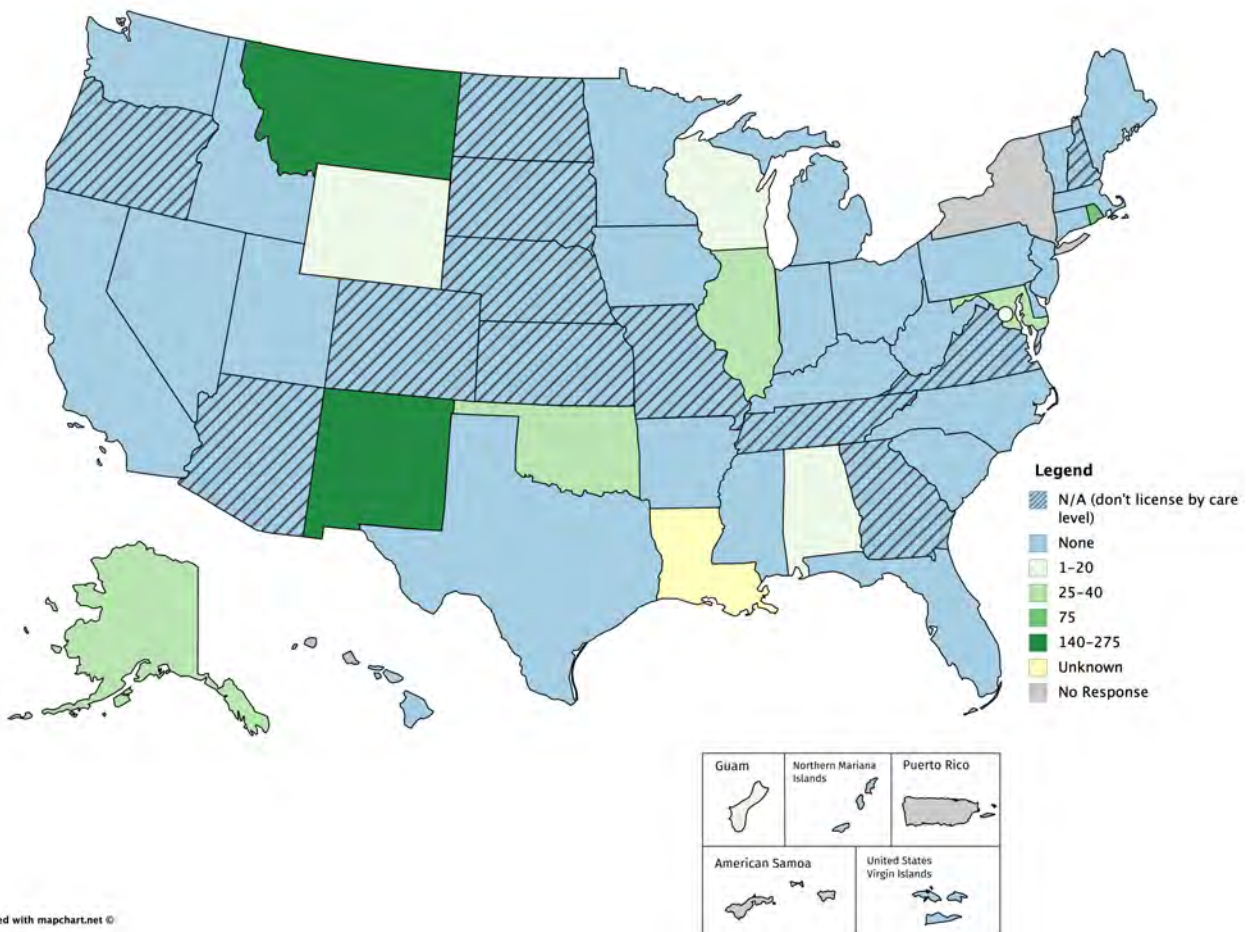 Legend
N/A (don't license by care
level)
None
1-20
25-40
75
140-275
Unknown
No Response
Guam
Northern Mariana
Islands
Puerto Rico
American Samoa
United States
Virgin Islands
ed with mapchart.net ©